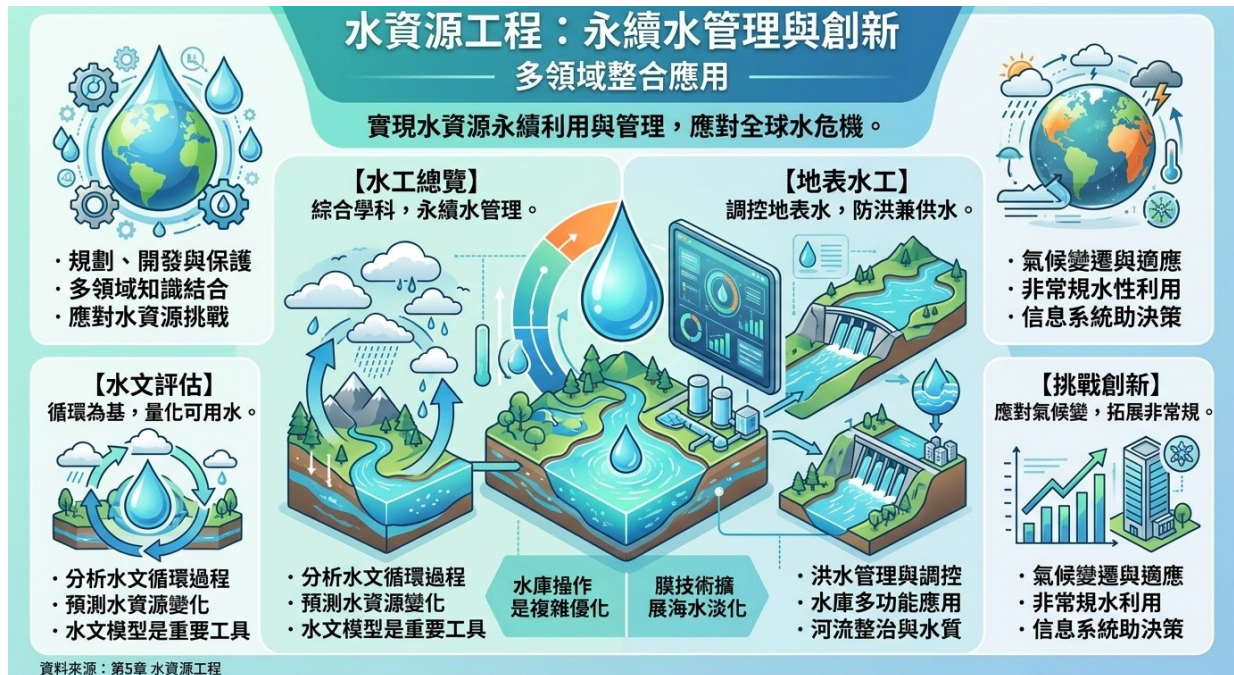 水資源工程：永續水管理與創新
多領域整合應用
實現水資源永續利用與管理，應對全球水危機。
·規劃、開發與保護
·多領域知識結合
·應對水資源挑戰
【水文評估】
循環為基，量化可用水。
·分析水文循環過程
·預測水資源變化
·水文模型是重要工具
【水工總覽】
綜合學科，永續水管理。
·分析水文循環過程
·預測水資源變化
·水文模型是重要工具
水庫操作
是複雜優化
膜技術擴
展海水淡化
【地表水工】
調控地表水，防洪兼供水。
·洪水管理與調控
·水庫多功能應用
·河流整治與水质
·氣候變遷與適應
·非常規水性利用
·信息系統助決策
【挑戰創新】
應對氣候變，拓展非常規。
·氣候變遷與適應
·非常規水利用
·信息系統助決策
資料來源：第5章 水資源工程